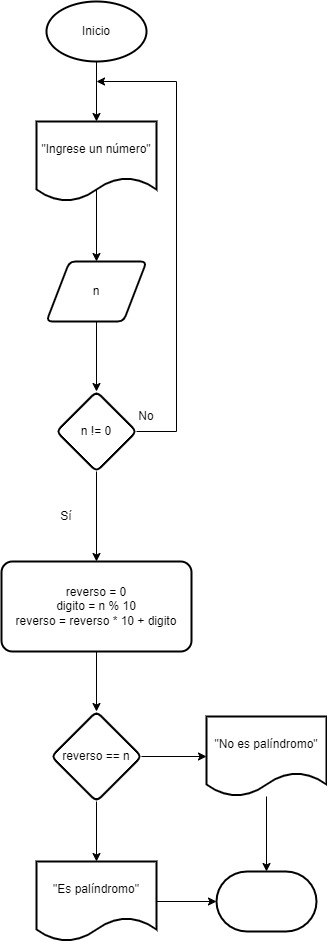 Inicio
"Ingrese un número"
n
n != 0
No
Sí
reverso = 0
digito = n % 10
reverso = reverso * 10 + digito
reverso == n
"No es palíndromo"
"Es palíndromo"